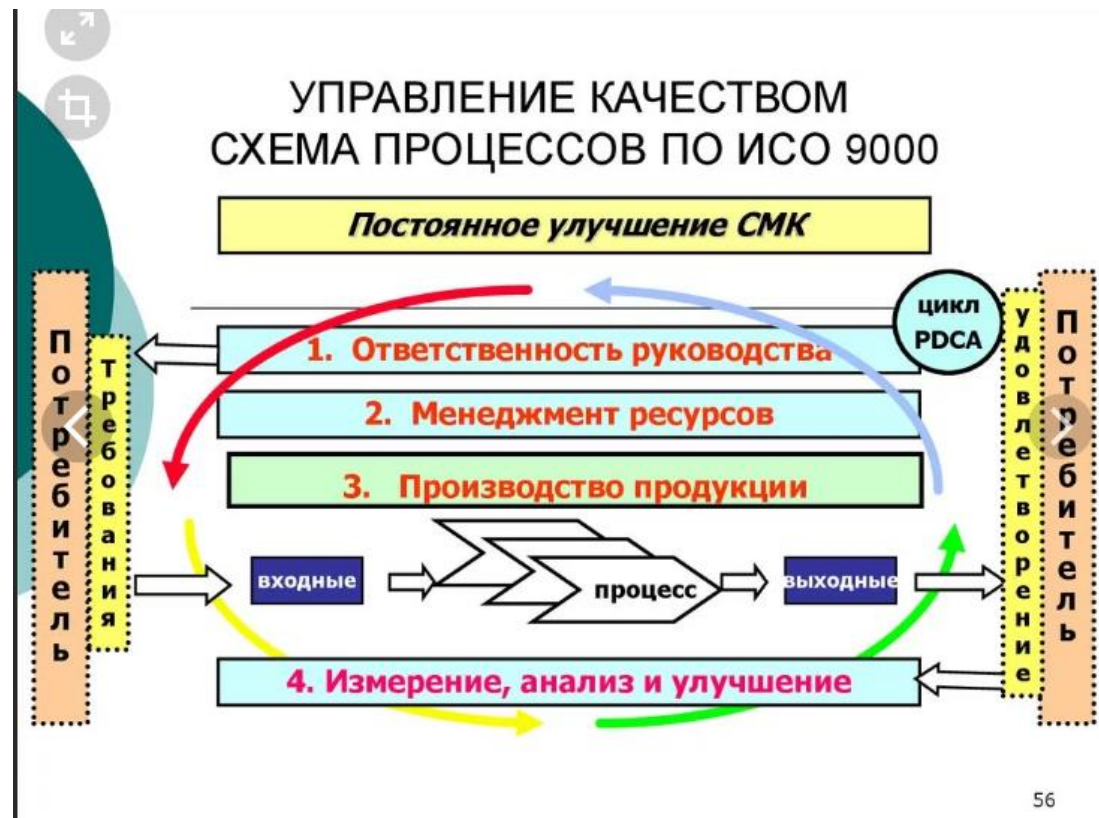 УПРАВЛЕНИЕ КАЧЕСТВОМ
СХЕМА ПРОЦЕССОВ ПО ИСО 9000
Постоянное улучшение СМК
цикл
PDCA
Потребитель
Требования
1. Ответственность руководства
2. Менеджмент ресурсов
3. Производство продукции
входные
процесс
выходные
4. Измерение, анализ и улучшение
удовлетворение
Потребитель
56